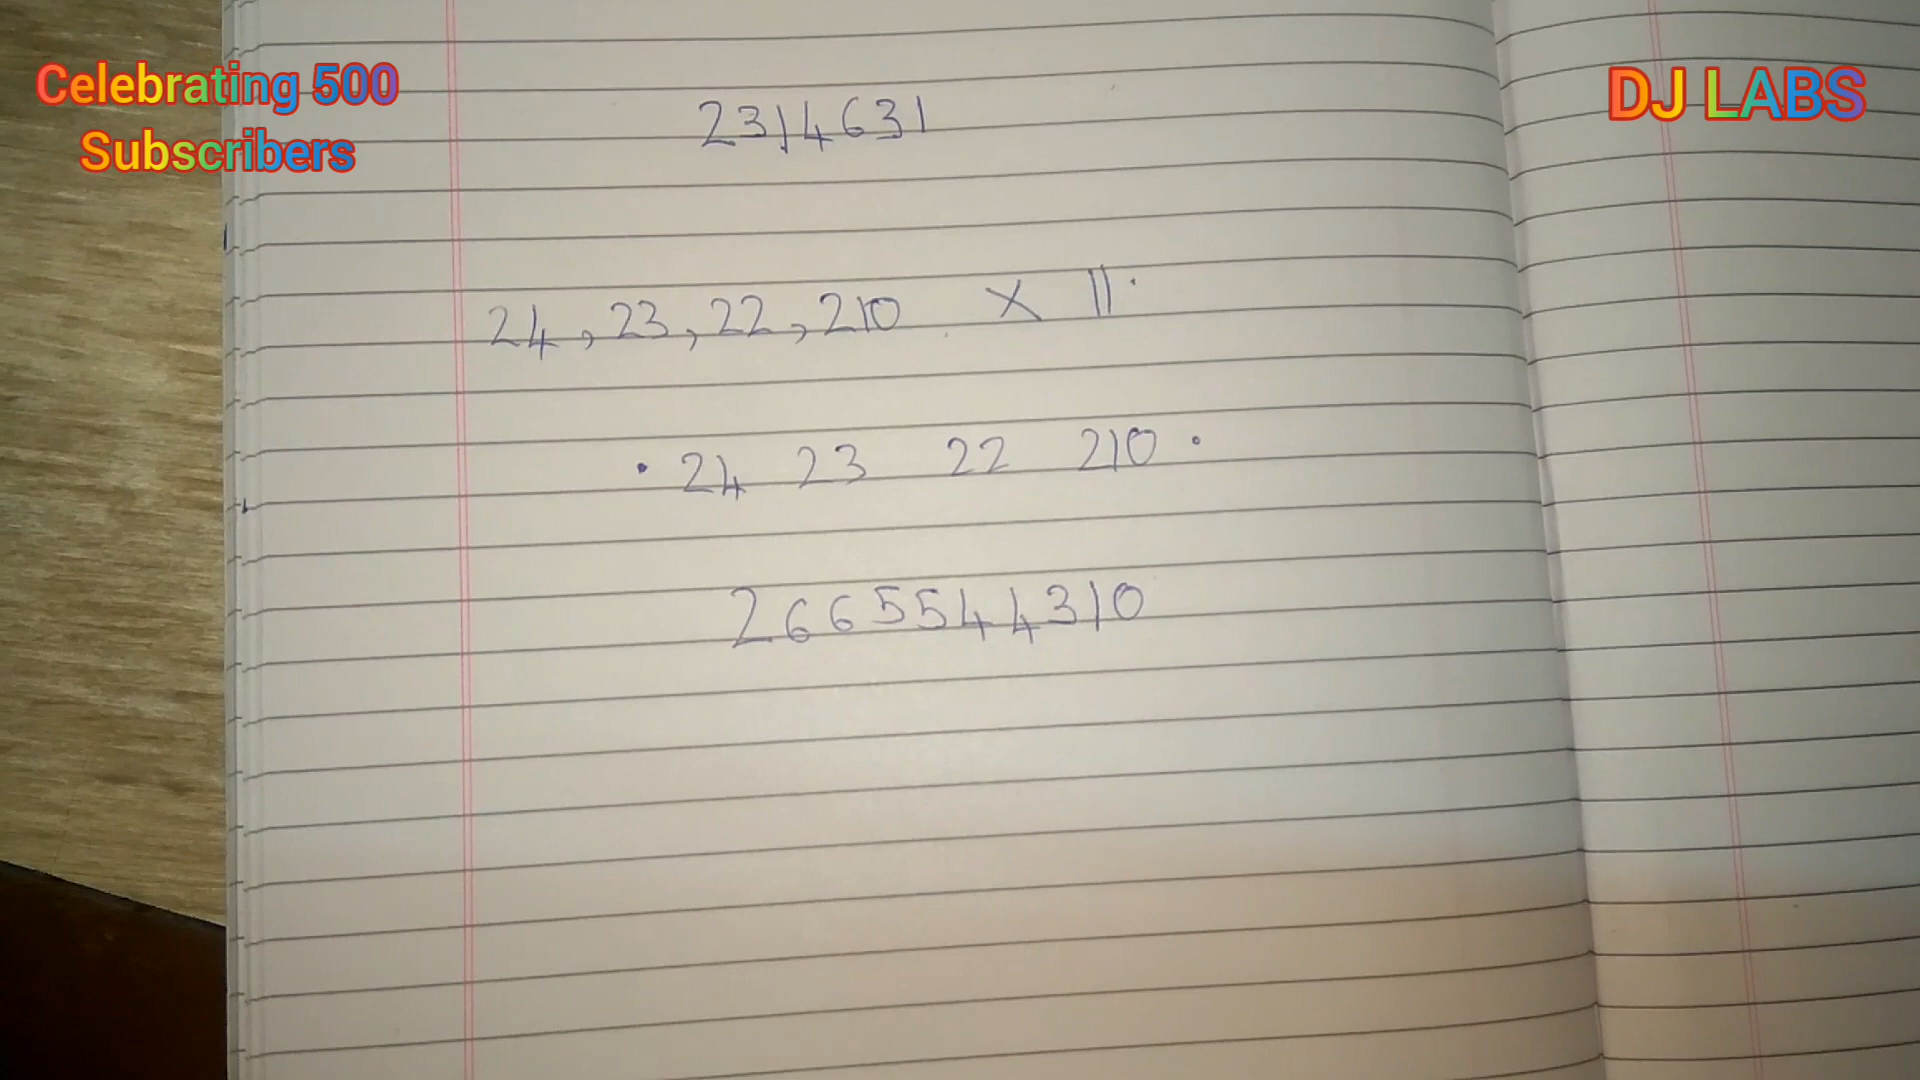 Celebrating 500
Subscribers
DJ LABS
2314631
24,23,22,210 X 11.
. 24 23 22 210 .
2665544310